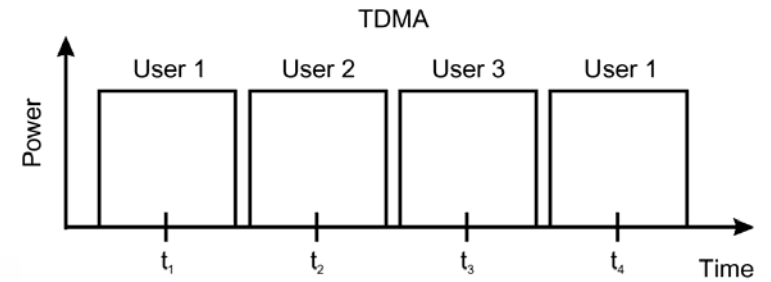 TDMA
User 1 User 2 User 3 User 1
Power
t₁ t₂ t₃ t₄
Time